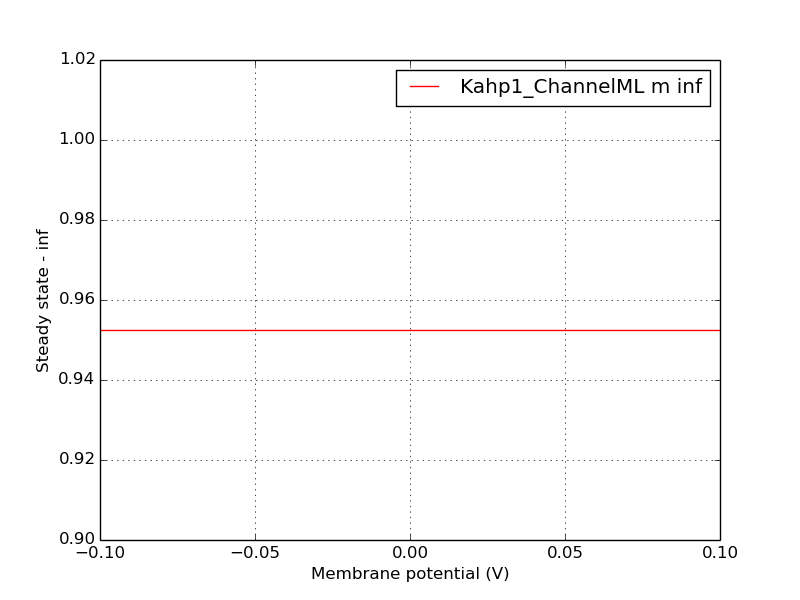 1.02
Kahp1_ChannelML m inf
1.00
0.98
0.96
0.94
0.92
0.90
Steady state - inf
−0.10 −0.05 0.00 0.05 0.10
Membrane potential (V)